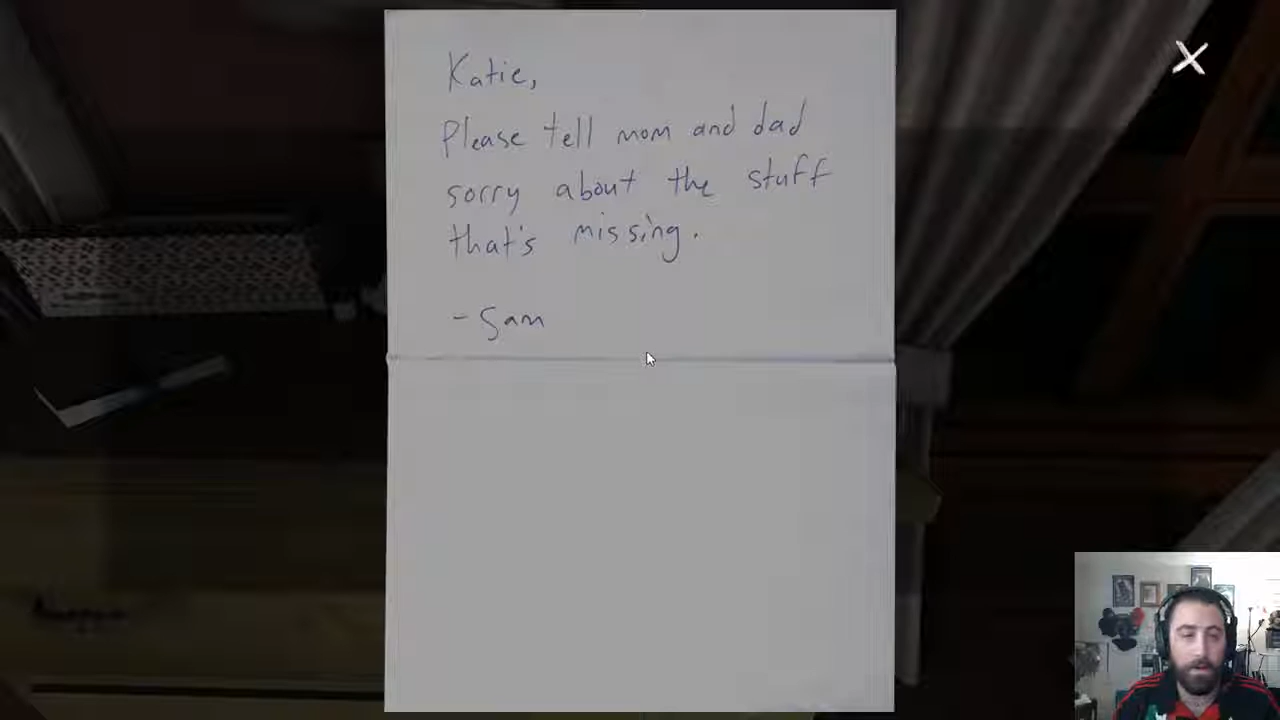 Katie,
Please tell mom and dad
sorry about the stuff
that's missing.
- Sam